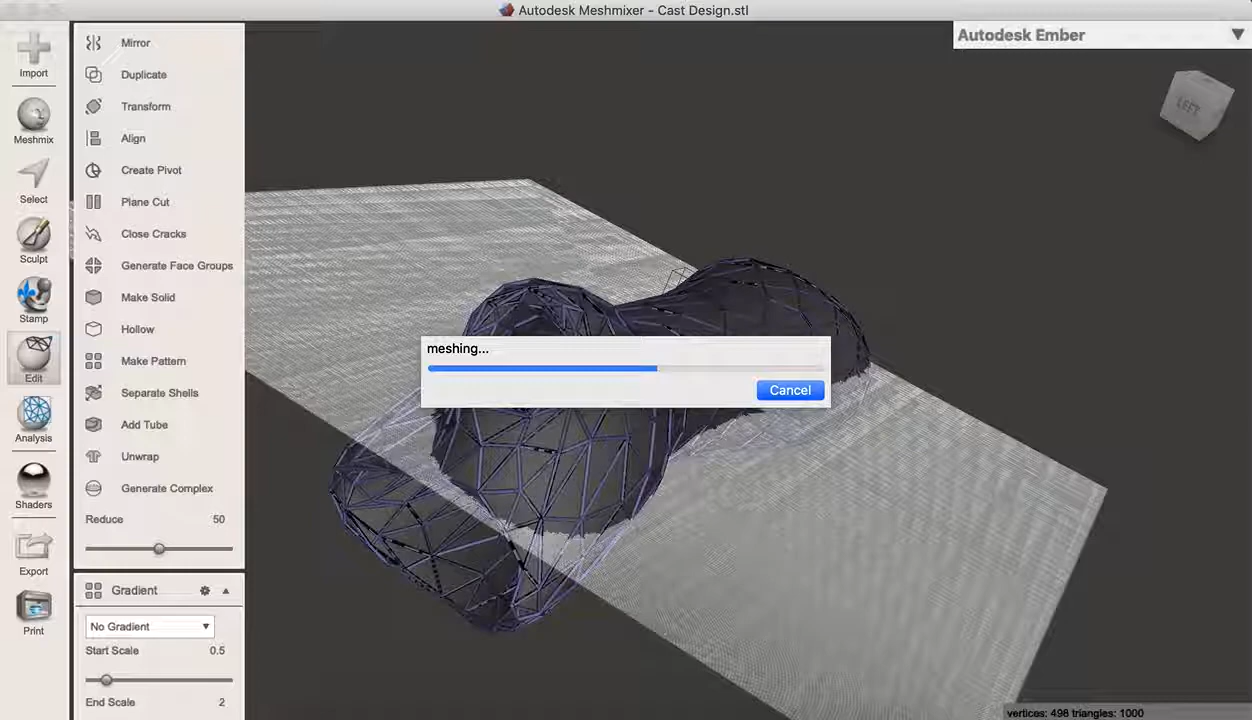 Autodesk Meshmixer - Cast Design.stl
Autodesk Ember
LEFT
Import
Meshmix
Select
Sculpt
Stamp
Edit
Analysis
Shaders
Export
Print
Mirror
Duplicate
Transform
Align
Create Pivot
Plane Cut
Close Cracks
Generate Face Groups
Make Solid
Hollow
Make Pattern
Separate Shells
Add Tube
Unwrap
Generate Complex
Reduce 50
Gradient
No Gradient
Start Scale 0.5
End Scale 2
meshing...
Cancel
vertices: 498 triangles: 1000